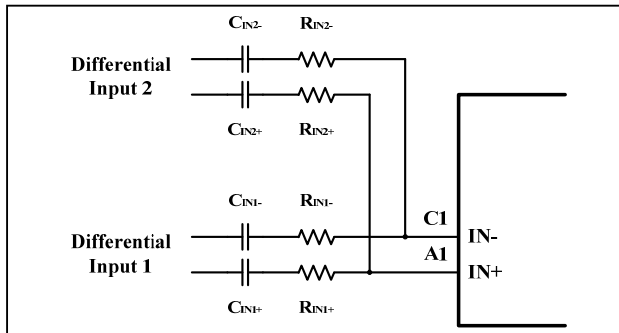 CIN2- RIN2-
Differential
Input 2
CIN2+ RIN2+
CIN1- RIN1-
C1
Differential
Input 1
IN-
A1
IN+
CIN1+ RIN1+